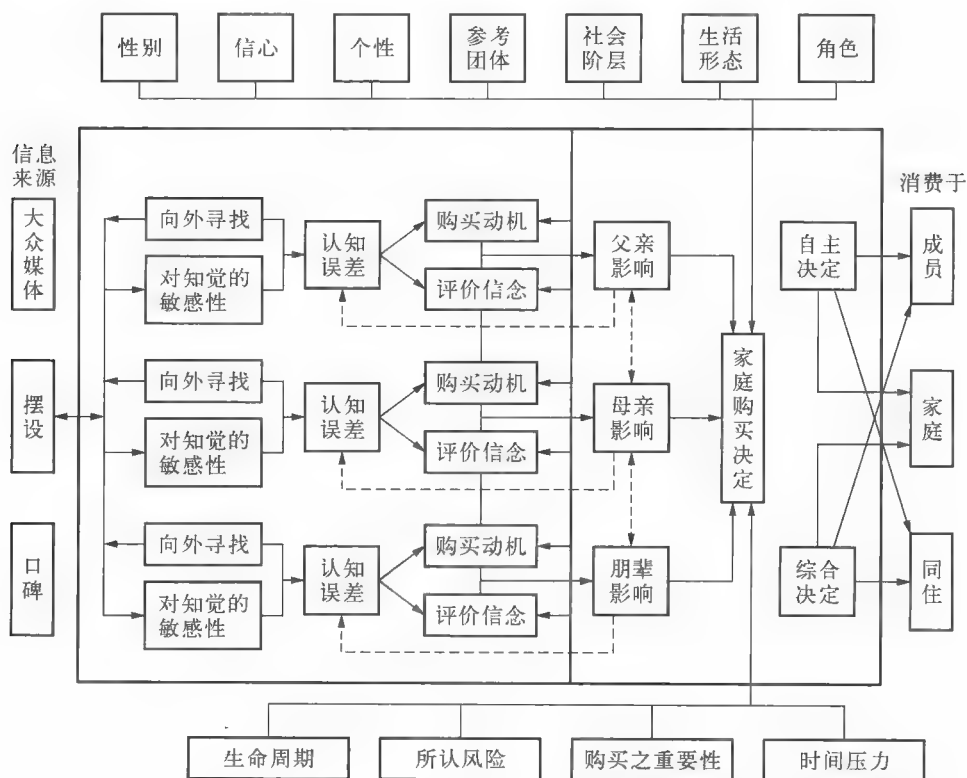 性别
信心
个性
参考
团体
社会
阶层
生活
形态
角色
信息
来源
大众媒体
摆设
口碑
向外寻找
对知觉的
敏感性
认知
误差
购买动机
评价信念
父亲
影响
向外寻找
对知觉的
敏感性
认知
误差
购买动机
评价信念
母亲
影响
向外寻找
对知觉的
敏感性
认知
误差
购买动机
评价信念
朋辈
影响
家庭购买决定
自主
决定
综合
决定
消费于
成员
家庭
同住
生命周期
所认风险
购买之重要性
时间压力